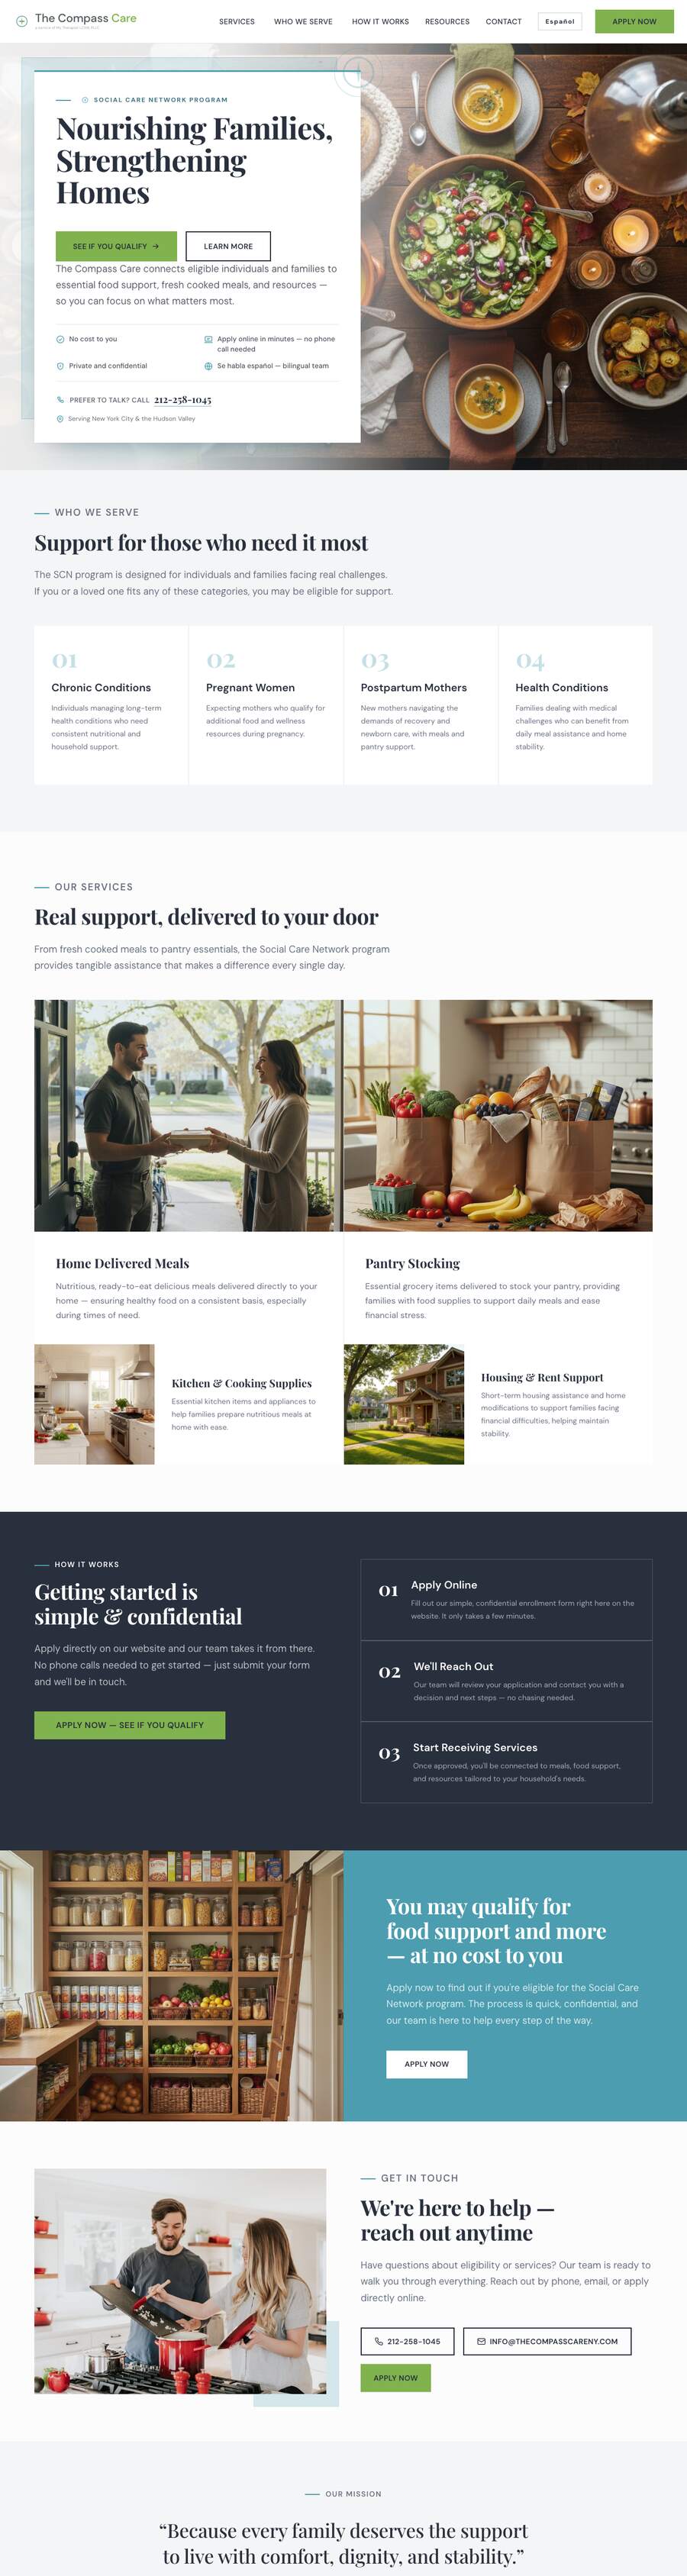 The Compass Care
SERVICES
WHO WE SERVE
HOW IT WORKS
RESOURCES
CONTACT
Español
APPLY NOW
SOCIAL CARE NETWORK PROGRAM
Nourishing Families,
Strengthening
Homes
SEE IF YOU QUALIFY →
LEARN MORE
The Compass Care connects eligible individuals and families to
essential food support, fresh cooked meals, and resources —
so you can focus on what matters most.
No cost to you
Apply online in minutes — no phone
call needed
Private and confidential
Se habla español — bilingual team
PREFER TO TALK? CALL 212-258-1045
Serving New York City & the Hudson Valley
WHO WE SERVE
Support for those who need it most
The SCN program is designed for individuals and families facing real challenges.
If you or a loved one fits any of these categories, you may be eligible for support.
01
Chronic Conditions
Individuals managing long-term
health conditions who need
consistent nutritional and
household support.
02
Pregnant Women
Expecting mothers who qualify for
additional food and wellness
resources during pregnancy.
03
Postpartum Mothers
New mothers navigating the
demands of recovery and
newborn care, with meals and
pantry support.
04
Health Conditions
Families dealing with medical
challenges who can benefit from
daily meal assistance and home
stability.
OUR SERVICES
Real support, delivered to your door
From fresh cooked meals to pantry essentials, the Social Care Network program
provides tangible assistance that makes a difference every single day.
Home Delivered Meals
Nutritious, ready-to-eat delicious meals delivered directly to your
home — ensuring healthy food on a consistent basis, especially
during times of need.
Pantry Stocking
Essential grocery items delivered to stock your pantry, providing
families with food supplies to support daily meals and ease
financial stress.
Kitchen & Cooking Supplies
Essential kitchen items and appliances to
help families prepare nutritious meals at
home with ease.
Housing & Rent Support
Short-term housing assistance and home
modifications to support families facing
financial difficulties, helping maintain
stability.
HOW IT WORKS
Getting started is
simple & confidential
Apply directly on our website and our team takes it from there.
No phone calls needed to get started — just submit your form
and we'll be in touch.
APPLY NOW — SEE IF YOU QUALIFY
01
Apply Online
Fill out our simple, confidential enrollment form right here on the
website. It only takes a few minutes.
02
We'll Reach Out
Our team will review your application and contact you with a
decision and next steps — no chasing needed.
03
Start Receiving Services
Once approved, you'll be connected to meals, food support,
and resources tailored to your household's needs.
You may qualify for
food support and more
— at no cost to you
Apply now to find out if you're eligible for the Social Care
Network program. The process is quick, confidential, and
our team is here to help every step of the way.
APPLY NOW
GET IN TOUCH
We're here to help —
reach out anytime
Have questions about eligibility or services? Our team is ready to
walk you through everything. Reach out by phone, email, or apply
directly online.
212-258-1045
INFO@THECOMPASSCARENY.COM
APPLY NOW
OUR MISSION
“Because every family deserves the support
to live with comfort, dignity, and stability.”